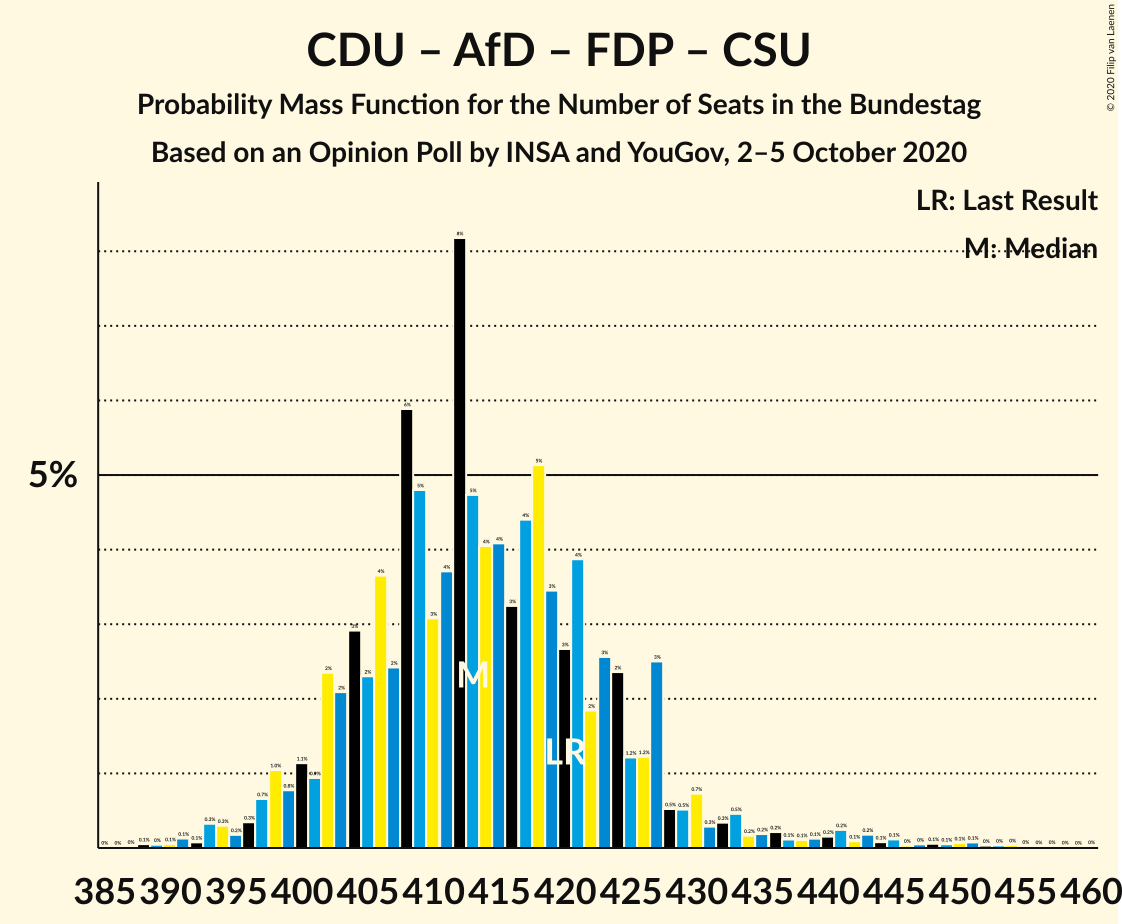 CDU – AfD – FDP – CSU
Probability Mass Function for the Number of Seats in the Bundestag
Based on an Opinion Poll by INSA and YouGov, 2–5 October 2020
© 2020 Filip van Laenen
LR: Last Result
M: Median
5%
M
LR
385 390 395 400 405 410 415 420 425 430 435 440 445 450 455 460